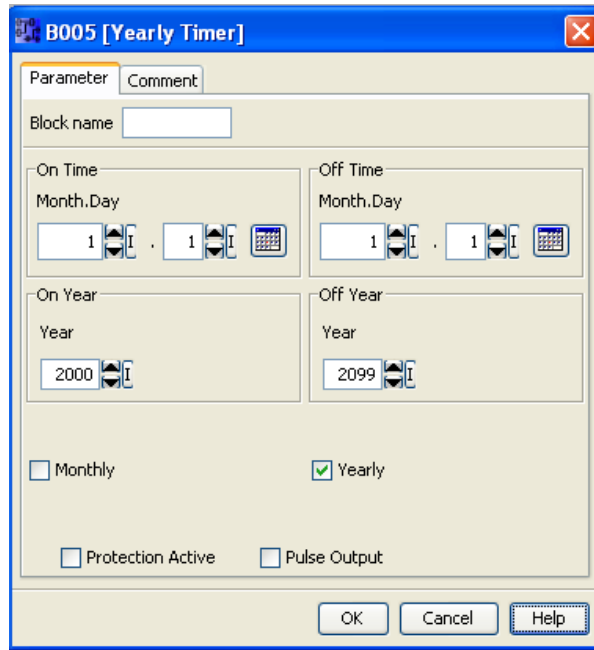 B005 [Yearly Timer]
Parameter Comment
Block name
On Time Off Time
Month.Day Month.Day
1 . 1 1 . 1
On Year Off Year
Year Year
2000 2099
Monthly Yearly
Protection Active Pulse Output
OK Cancel Help